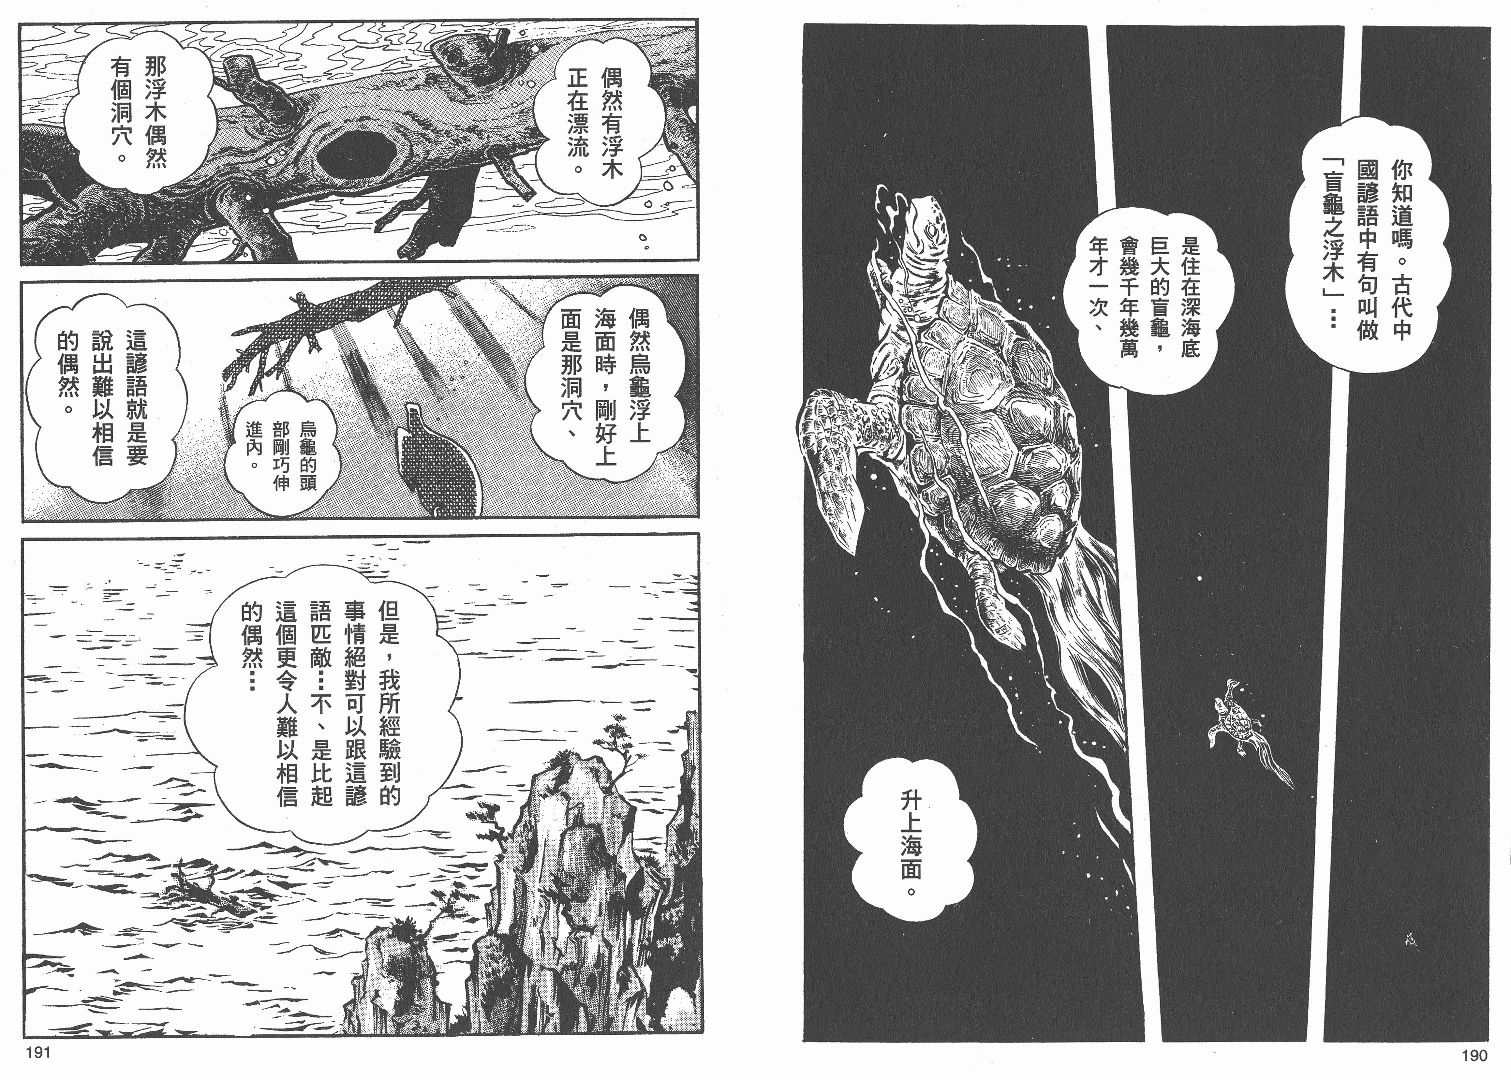 你知道嗎。古代中
國諺語中有句叫做
「盲龜之浮木」…
是住在深海底
巨大的盲龜，
會幾千年幾萬
年才一次、
升上海面。
190
偶然有浮木
正在漂流。
那浮木偶然
有個洞穴。
偶然烏龜浮上
海面時，剛好上
面是那洞穴、
烏龜的頭
部剛巧伸
進內。
這諺語就是要
說出難以相信
的偶然。
但是，我所經驗到的
事情絕對可以跟這諺
語匹敵…不、是比起
這個更令人難以相信
的偶然…
191